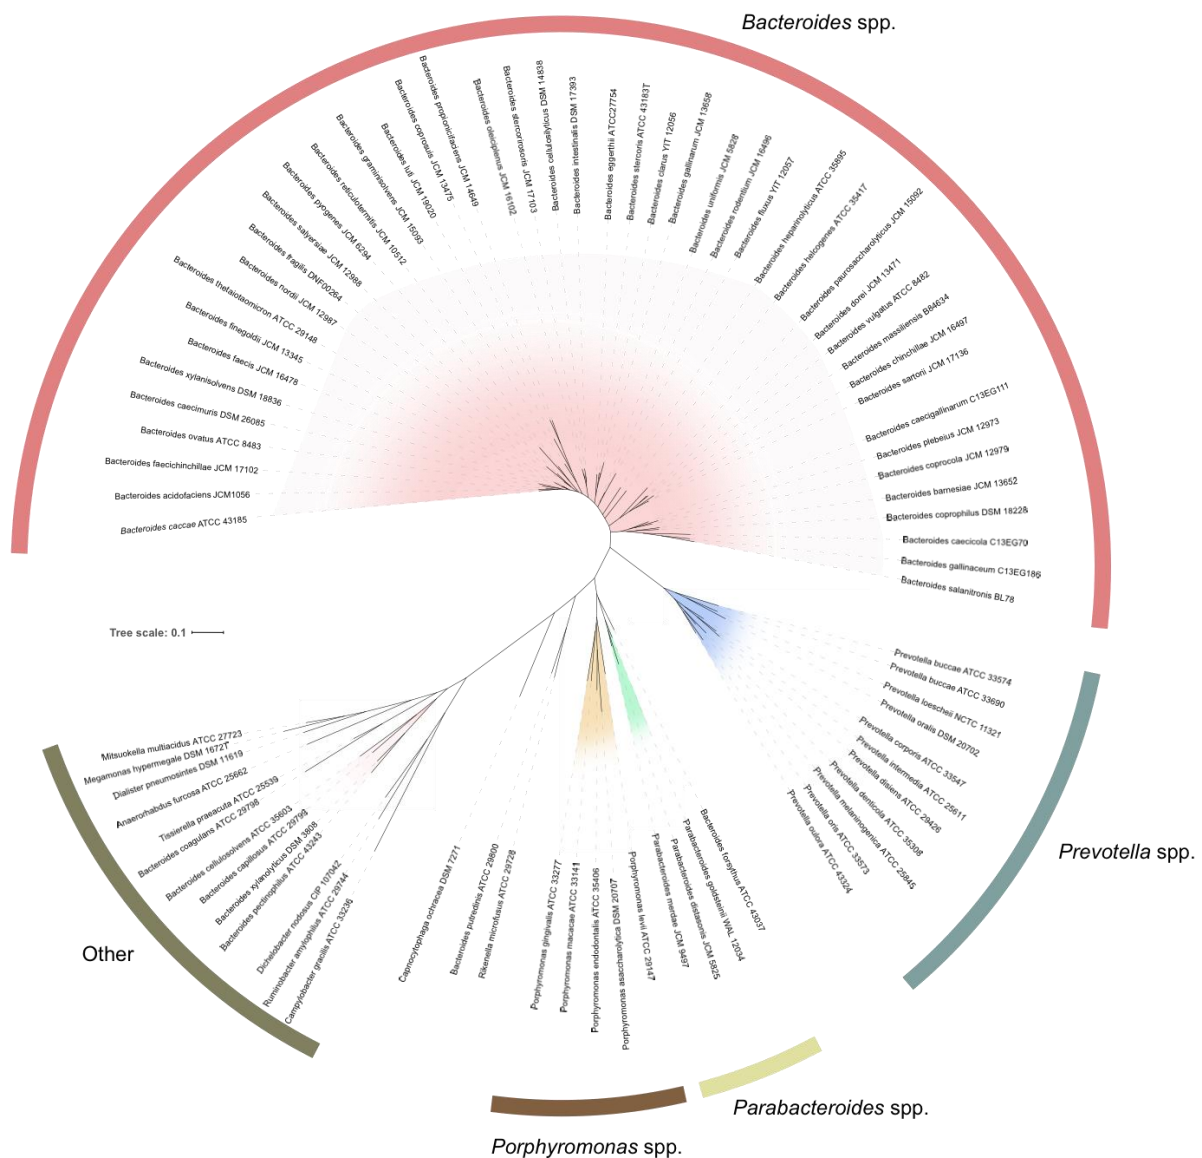 Bacteroides spp.
Bacteroides caccae ATCC 43185
Bacteroides acidofaciens JCM1056
Bacteroides faecichinchillae JCM 17102
Bacteroides ovatus ATCC 8483
Bacteroides caecimuris DSM 26085
Bacteroides xylanisolvens DSM 18836
Bacteroides faecis JCM 16478
Bacteroides finegoldii JCM 13345
Bacteroides thetaiotaomicron ATCC 29148
Bacteroides nordii JCM 12987
Bacteroides fragilis DNF00264
Bacteroides salyersiae JCM 12988
Bacteroides pyogenes JCM 6294
Bacteroides reticulotermitis JCM 10512
Bacteroides graminisolvens JCM 15093
Bacteroides luti JCM 19020
Bacteroides coprosuis JCM 13475
Bacteroides propionicifaciens JCM 14649
Bacteroides oleiciplenus JCM 16102
Bacteroides stercorirosoris JCM 17103
Bacteroides cellulosilyticus DSM 14838
Bacteroides intestinalis DSM 17393
Bacteroides eggerthii ATCC27754
Bacteroides stercoris ATCC 43183T
Bacteroides clarus YIT 12056
Bacteroides gallinarum JCM 13658
Bacteroides uniformis JCM 5828
Bacteroides rodentium JCM 16496
Bacteroides fluxus YIT 12057
Bacteroides heparinolyticus ATCC 35895
Bacteroides helcogenes ATCC 35417
Bacteroides paurosaccharolyticus JCM 15092
Bacteroides dorei JCM 13471
Bacteroides vulgatus ATCC 8482
Bacteroides massiliensis B84634
Bacteroides chinchillae JCM 16497
Bacteroides sartorii JCM 17136
Bacteroides caecigallinarum C13EG111
Bacteroides plebeius JCM 12973
Bacteroides coprocola JCM 12979
Bacteroides barnesiae JCM 13652
Bacteroides coprophilus DSM 18228
Bacteroides caecicola C13EG70
Bacteroides gallinaceum C13EG186
Bacteroides salanitronis BL78
Tree scale: 0.1
Prevotella buccae ATCC 33574
Prevotella buccae ATCC 33690
Prevotella loescheii NCTC 11321
Prevotella oralis DSM 20702
Prevotella corporis ATCC 33547
Prevotella intermedia ATCC 25611
Prevotella disiens ATCC 29426
Prevotella denticola ATCC 35308
Prevotella melaninogenica ATCC 25845
Prevotella oris ATCC 33573
Prevotella oulora ATCC 43324
Prevotella spp.
Bacteroides forsythus ATCC 43037
Parabacteroides goldsteinii WAL 12034
Parabacteroides distasonis JCM 5825
Parabacteroides merdae JCM 9497
Porphyromonas levii ATCC 29147
Porphyromonas asaccharolytica DSM 20707
Porphyromonas endodontalis ATCC 35406
Porphyromonas macacae ATCC 33141
Porphyromonas gingivalis ATCC 33277
Rikenella microfusus ATCC 29728
Bacteroides putredinis ATCC 29800
Capnocytophaga ochracea DSM 7271
Campylobacter gracilis ATCC 33236
Ruminobacter amylophilus ATCC 29744
Dichelobacter nodosus CIP 107042
Bacteroides pectinophilus ATCC 43243
Bacteroides xylanolyticus DSM 3808
Bacteroides capillosus ATCC 29799
Bacteroides cellulosolvens ATCC 35603
Bacteroides coagulans ATCC 29798
Tissierella praeacuta ATCC 25539
Anaerorhabdus furcosa ATCC 25662
Dialister pneumosintes DSM 11619
Megamonas hypermegale DSM 1672T
Mitsuokella multiacidus ATCC 27723
Other
Parabacteroides spp.
Porphyromonas spp.